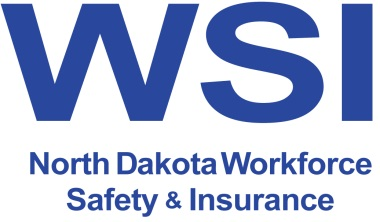 WSI
North Dakota Workforce
Safety & Insurance